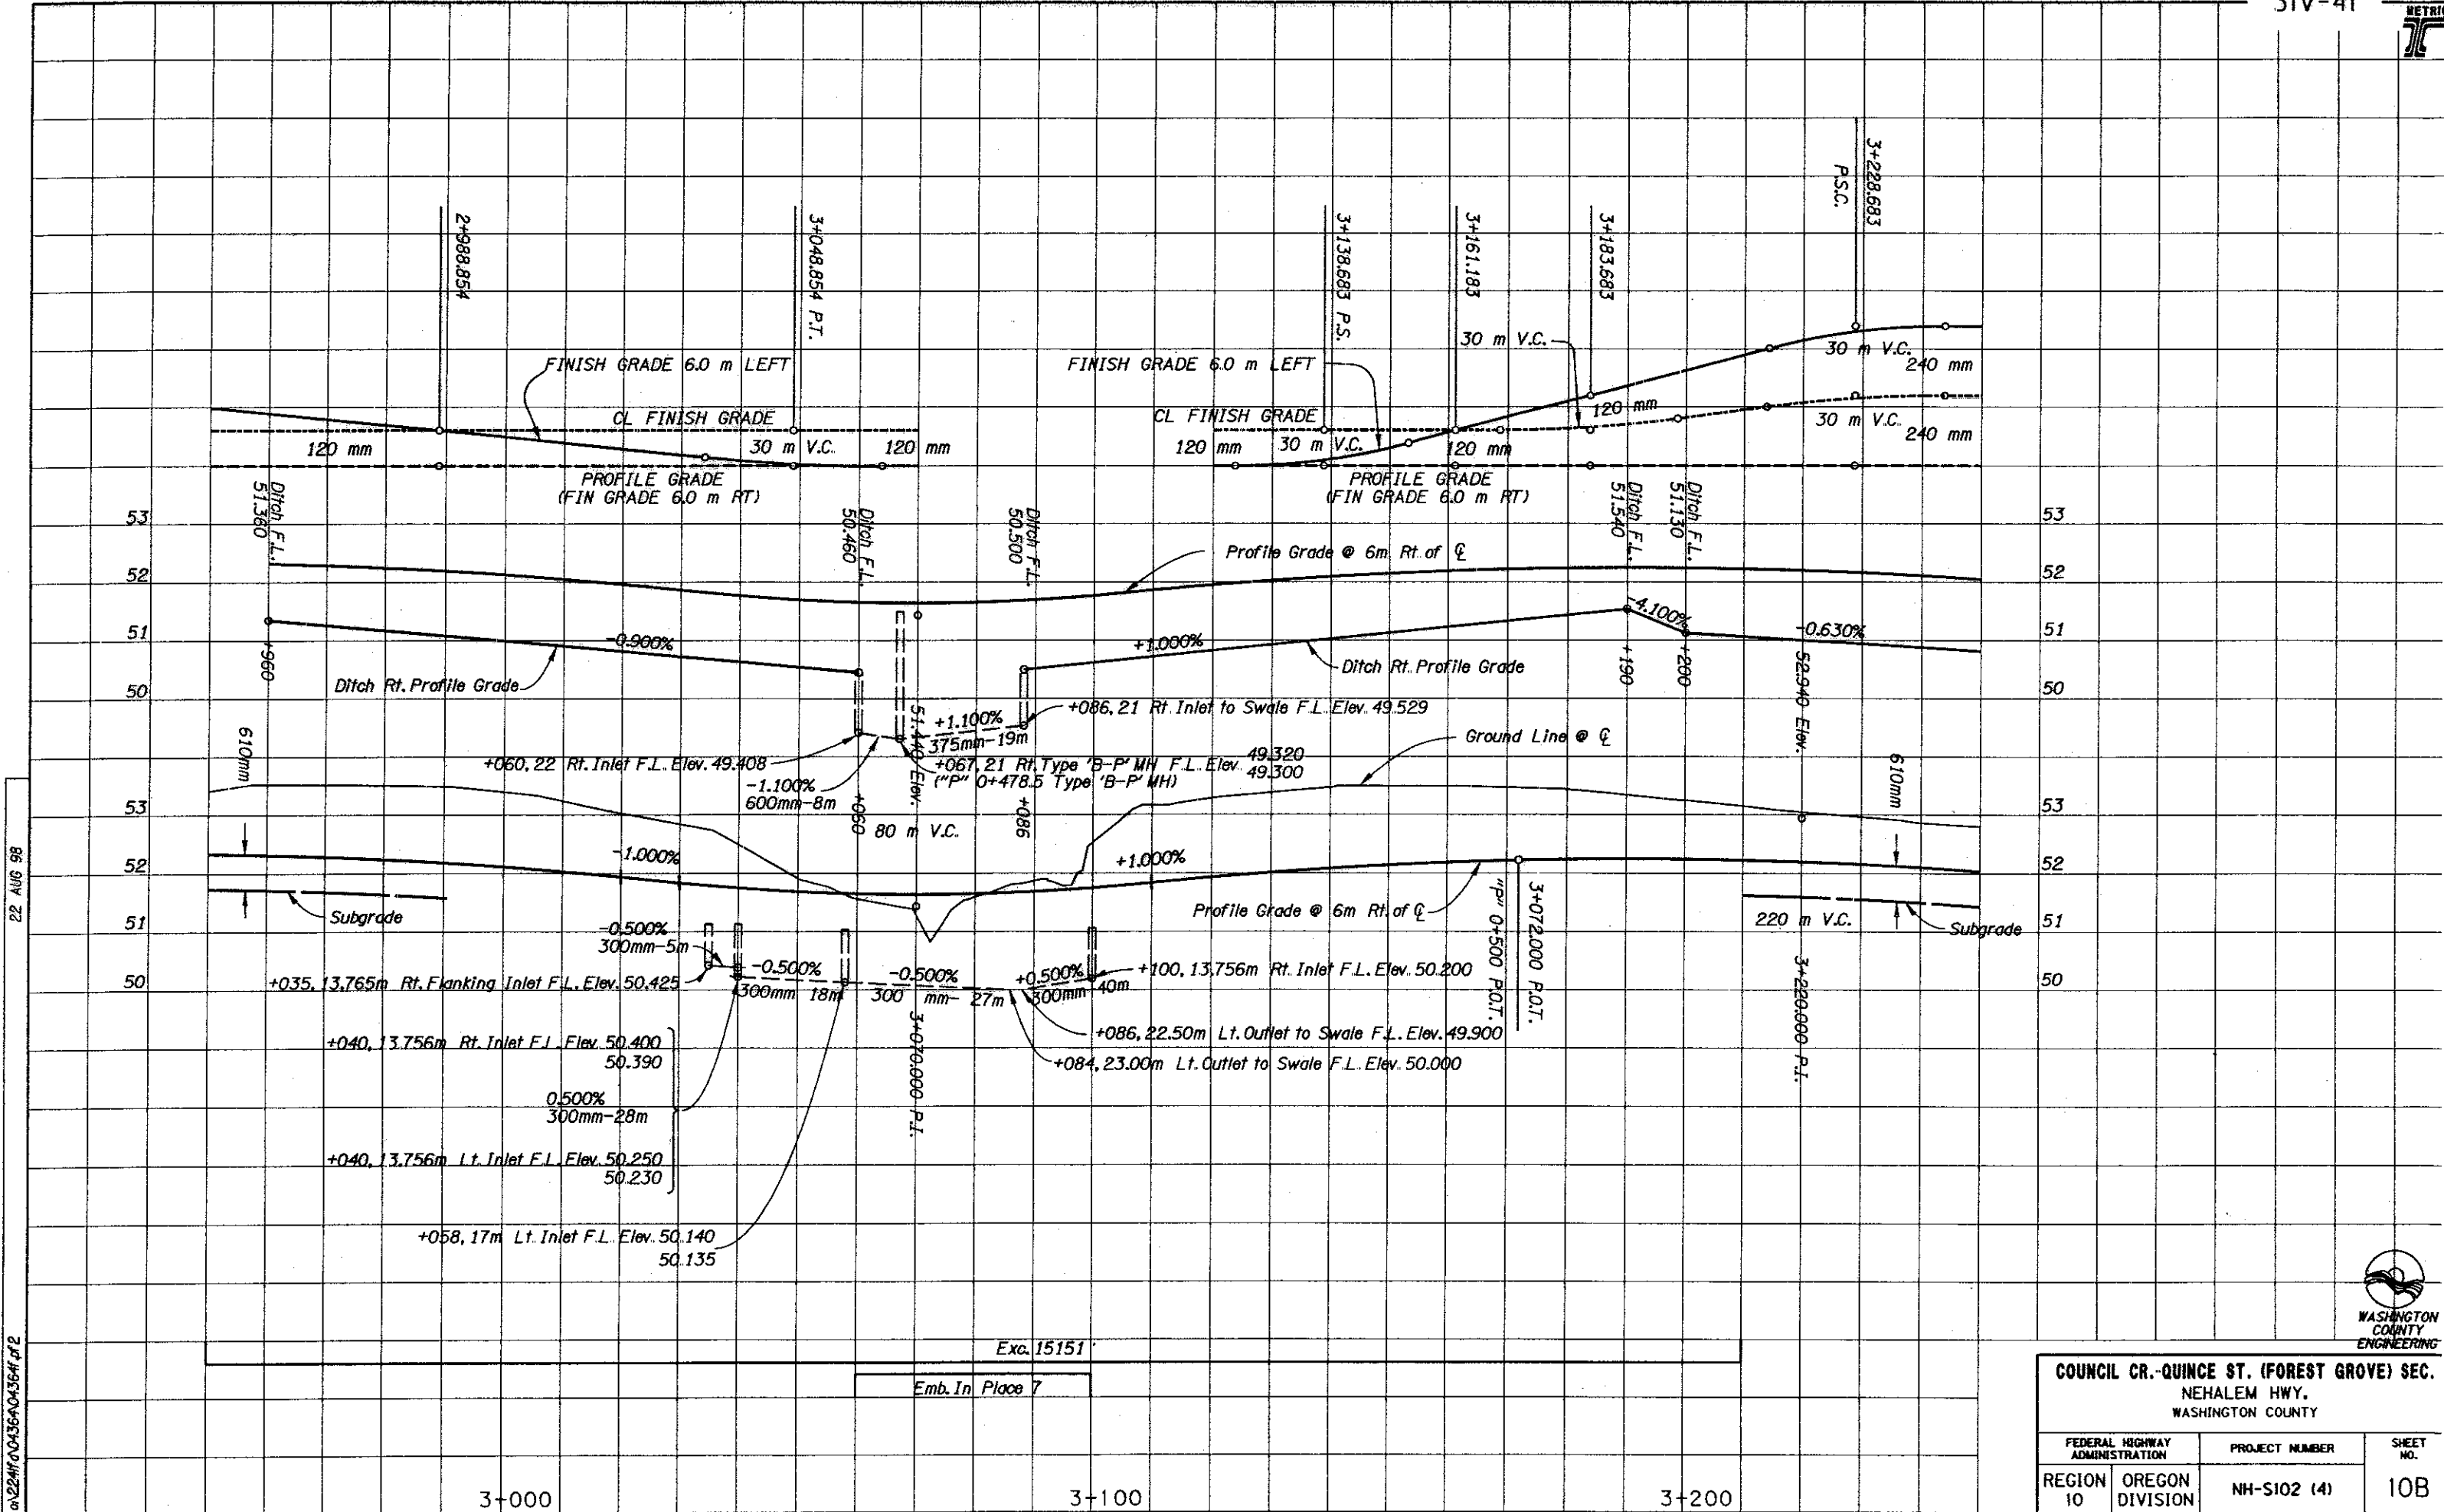 METRIC
2+988.854
3+048.854 P.T.
3+138.683 P.S.
3+161.183
3+183.683
3+228.683
P.S.C.
FINISH GRADE 6.0 m LEFT
CL FINISH GRADE
120 mm
30 m V.C.
120 mm
PROFILE GRADE
(FIN GRADE 6.0 m RT)
FINISH GRADE 6.0 m LEFT
30 m V.C.
CL FINISH GRADE
120 mm
30 m V.C.
120 mm
120 mm
30 m V.C.
240 mm
30 m V.C.
240 mm
PROFILE GRADE
(FIN GRADE 6.0 m RT)
Ditch F.L.
51.360
Ditch F.L.
50.460
Ditch F.L.
50.500
Ditch F.L.
51.540
Ditch F.L.
51.130
53
52
51
50
53
52
51
50
Profile Grade @ 6m Rt. of CL
-0.900%
+1.000%
-4.100%
-0.630%
+960
+190
+200
52.940 Elev.
Ditch Rt. Profile Grade
Ditch Rt. Profile Grade
+1.100%
375mm-19m
51.440 Elev.
+086, 21 Rt. Inlet to Swale F.L. Elev. 49.529
+060, 22 Rt. Inlet F.L. Elev. 49.408
+067, 21 Rt. Type 'B-P' MH F.L. Elev. 49.320
49.300
("P" 0+478.5 Type 'B-P' MH)
-1.100%
600mm-8m
+060
+086
80 m V.C.
Ground Line @ CL
610mm
610mm
53
52
51
50
53
52
51
50
-1.000%
+1.000%
Subgrade
Profile Grade @ 6m Rt. of CL
"P" 0+500 P.O.T.
3+072.000 P.O.T.
220 m V.C.
Subgrade
-0.500%
300mm-5m
-0.500%
300mm 18m
-0.500%
300 mm- 27m
+0.500%
300mm 40m
+100, 13.756m Rt. Inlet F.L. Elev. 50.200
+035, 13.765m Rt. Flanking Inlet F.L. Elev. 50.425
+086, 22.50m Lt. Outlet to Swale F.L. Elev. 49.900
+084, 23.00m Lt. Outlet to Swale F.L. Elev. 50.000
+040, 13.756m Rt. Inlet F.L. Elev. 50.400
50.390
0.500%
300mm-28m
+040, 13.756m Lt. Inlet F.L. Elev. 50.250
50.230
+058, 17m Lt. Inlet F.L. Elev. 50.140
50.135
3+070.000 P.I.
3+220.000 P.I.
Exc. 15151
Emb. In Place 7
3+000
3+100
3+200
22 AUG 98
WASHINGTON
COUNTY
ENGINEERING
COUNCIL CR.-QUINCE ST. (FOREST GROVE) SEC.
NEHALEM HWY.
WASHINGTON COUNTY
FEDERAL HIGHWAY
ADMINISTRATION
PROJECT NUMBER
SHEET
NO.
REGION
10
OREGON
DIVISION
NH-S102 (4)
10B